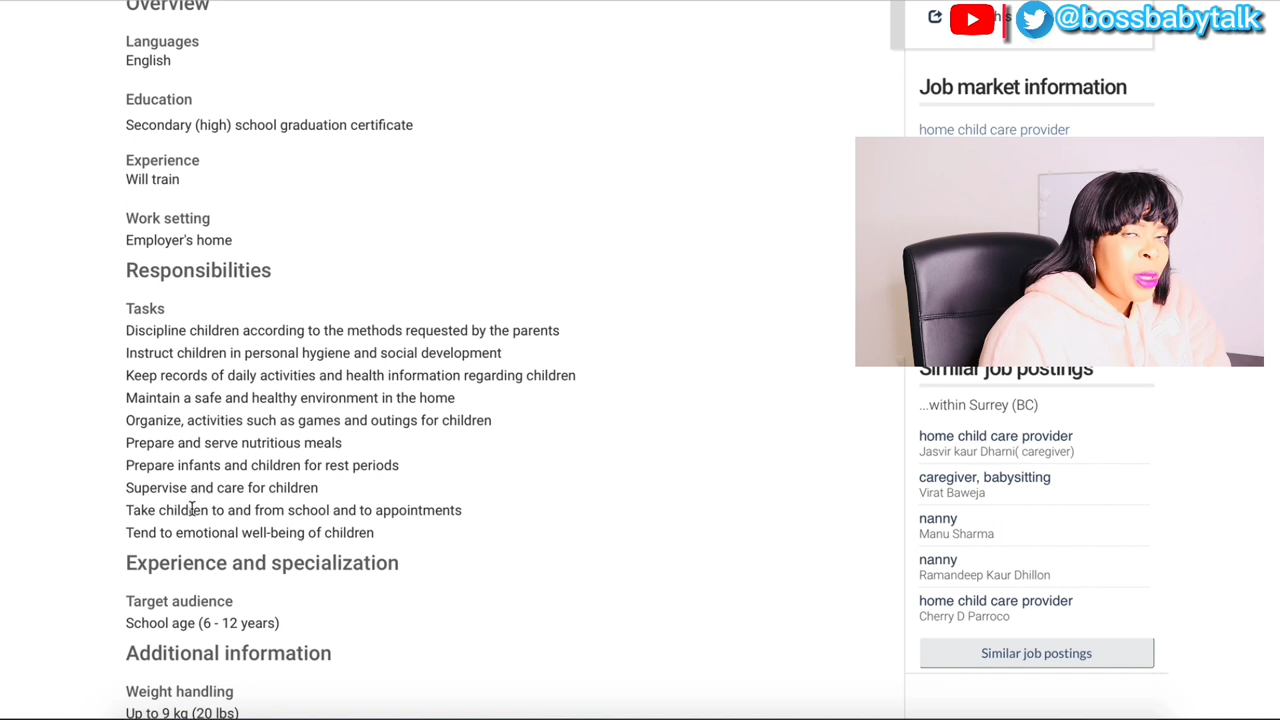 Overview
Languages
English
Education
Secondary (high) school graduation certificate
Experience
Will train
Work setting
Employer's home
Responsibilities
Tasks
Discipline children according to the methods requested by the parents
Instruct children in personal hygiene and social development
Keep records of daily activities and health information regarding children
Maintain a safe and healthy environment in the home
Organize, activities such as games and outings for children
Prepare and serve nutritious meals
Prepare infants and children for rest periods
Supervise and care for children
Take children to and from school and to appointments
Tend to emotional well-being of children
Experience and specialization
Target audience
School age (6 - 12 years)
Additional information
Weight handling
Up to 9 kg (20 lbs)
@bossbabytalk
Job market information
home child care provider
Similar job postings
...within Surrey (BC)
home child care provider
Jasvir kaur Dharni( caregiver)
caregiver, babysitting
Virat Baweja
nanny
Manu Sharma
nanny
Ramandeep Kaur Dhillon
home child care provider
Cherry D Parroco
Similar job postings